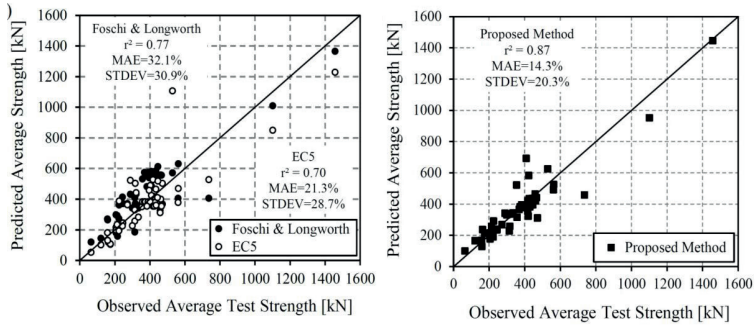 )
Predicted Average Strength [kN]
1600
1400
1200
1000
800
600
400
200
0
Foschi & Longworth
r² = 0.77
MAE=32.1%
STDEV=30.9%
EC5
r² = 0.70
MAE=21.3%
STDEV=28.7%
Foschi & Longworth
EC5
0 200 400 600 800 1000 1200 1400 1600
Observed Average Test Strength [kN]
Predicted Average Strength [kN]
1600
1400
1200
1000
800
600
400
200
0
Proposed Method
r² = 0.87
MAE=14.3%
STDEV=20.3%
Proposed Method
0 200 400 600 800 1000 1200 1400 1600
Observed Average Test Strength [kN]